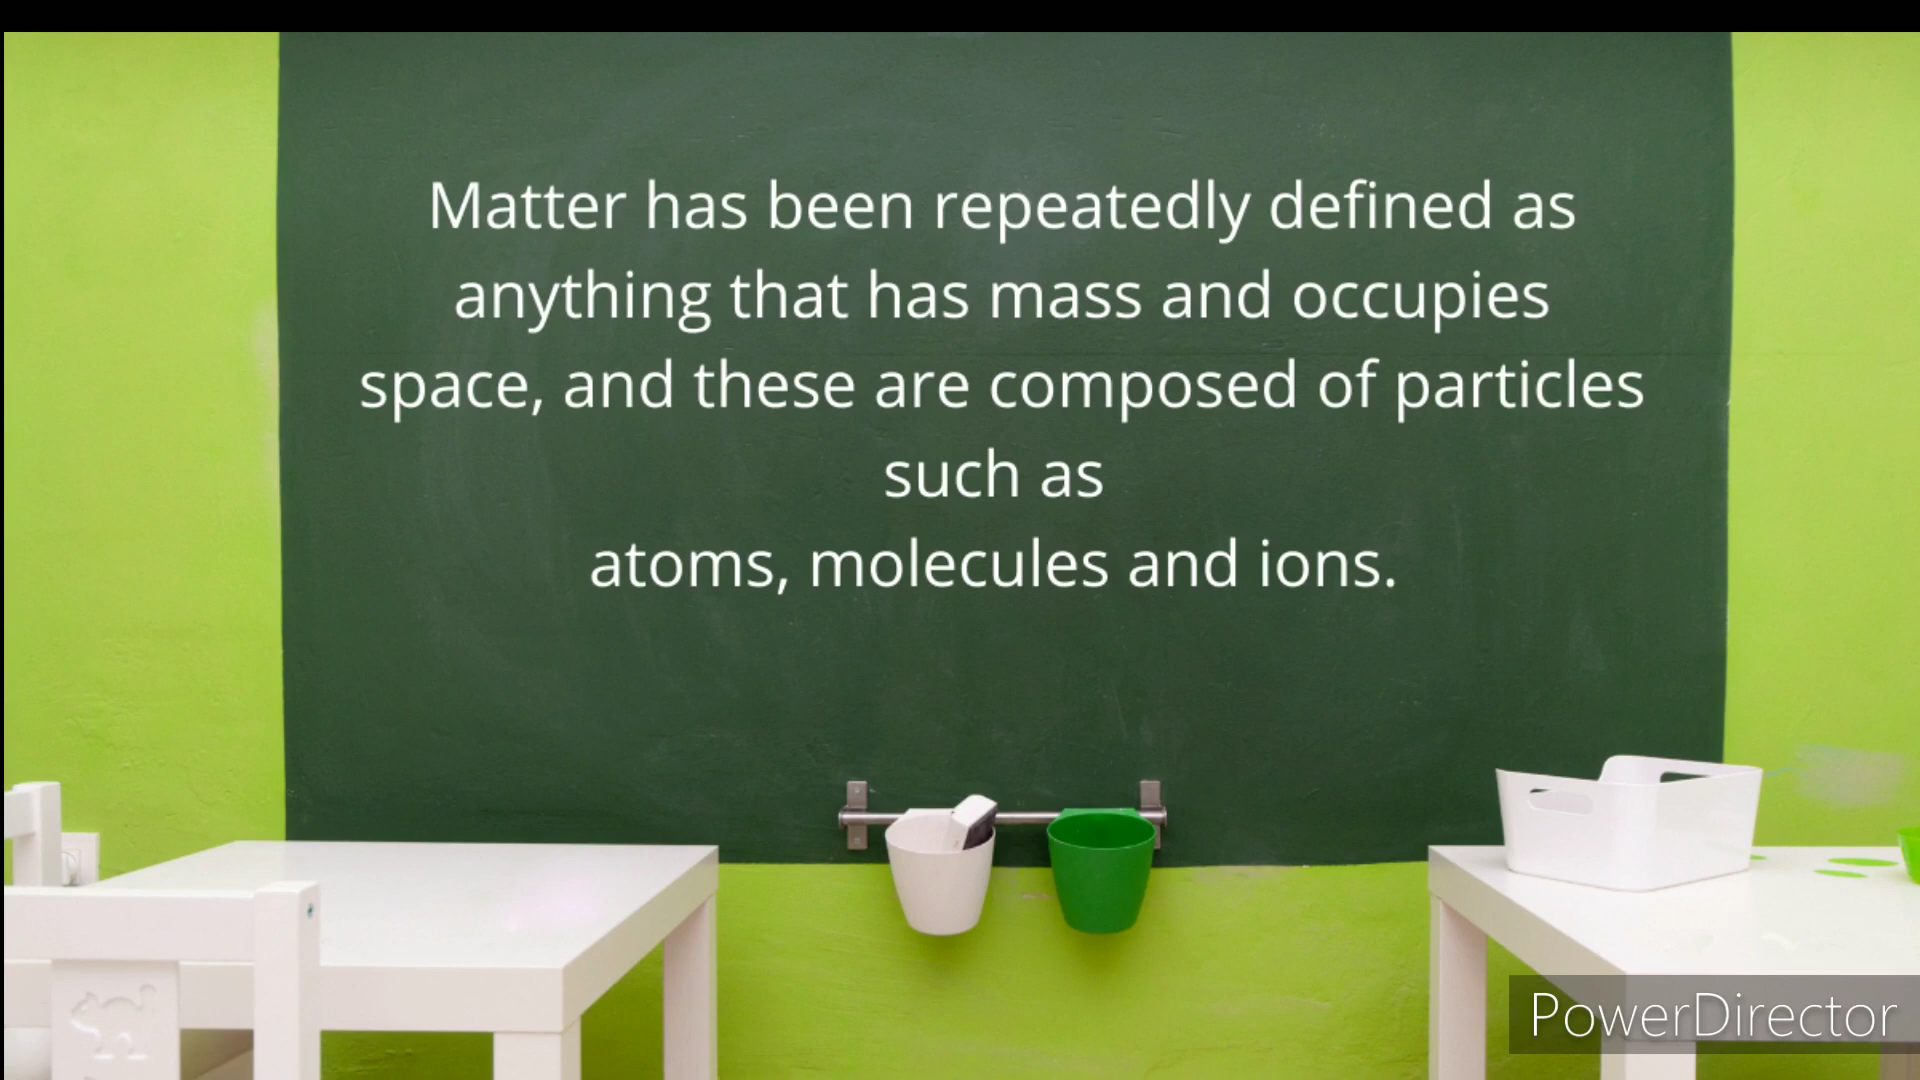 Matter has been repeatedly defined as
anything that has mass and occupies
space, and these are composed of particles
such as
atoms, molecules and ions.
PowerDirector